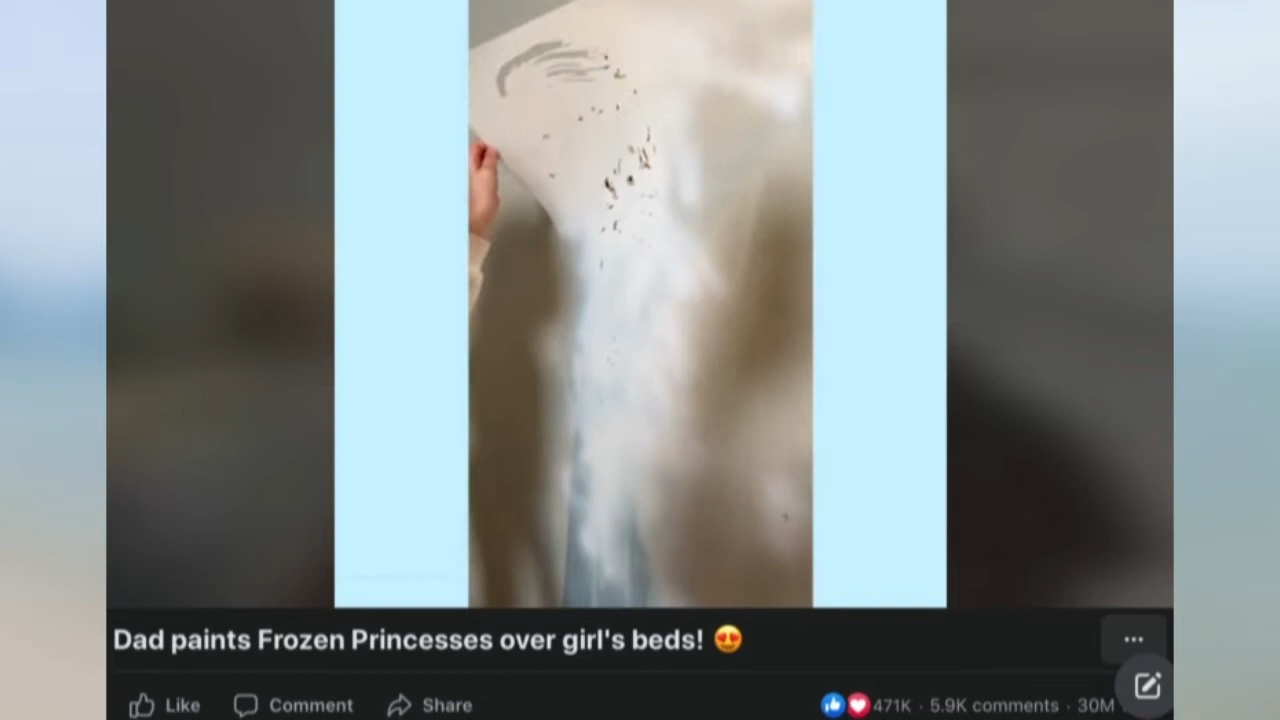 Dad paints Frozen Princesses over girl's beds! 😍
Like Comment Share 471K · 5.9K comments · 30M